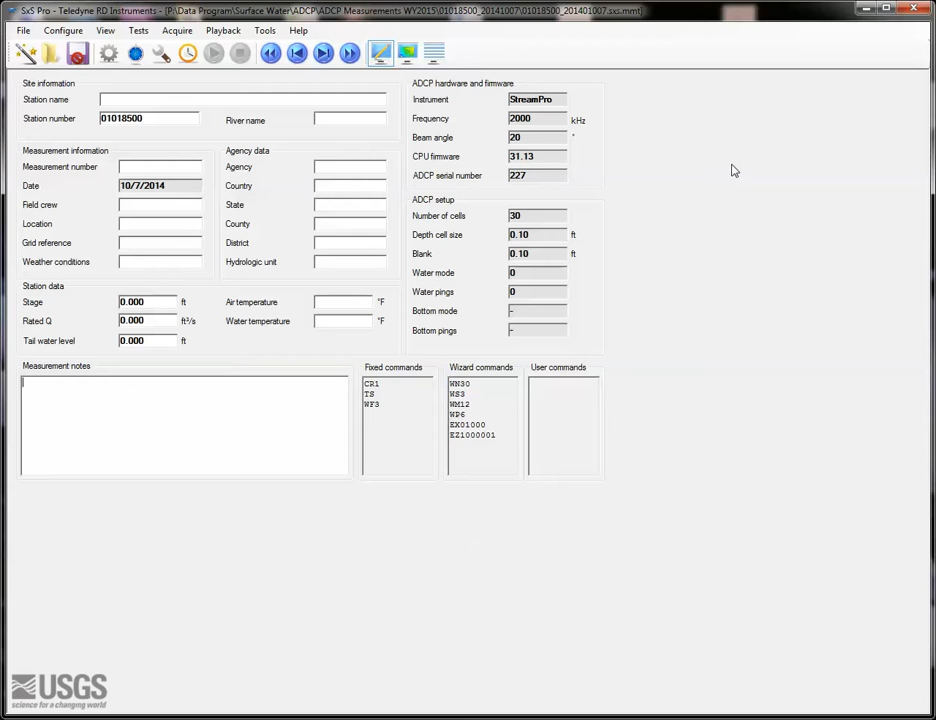 SxS Pro - Teledyne RD Instruments - [P:\Data Program\Surface Water\ADCP\ADCP Measurements WY2015\01018500_20141007\01018500_20141007.sxs.mmt]
File Configure View Tests Acquire Playback Tools Help
Site information
Station name
Station number 01018500 River name
Measurement information
Measurement number
Date 10/7/2014
Field crew
Location
Grid reference
Weather conditions
Agency data
Agency
Country
State
County
District
Hydrologic unit
Station data
Stage 0.000 ft Air temperature °F
Rated Q 0.000 ft³/s Water temperature °F
Tail water level 0.000 ft
ADCP hardware and firmware
Instrument StreamPro
Frequency 2000 kHz
Beam angle 20 °
CPU firmware 31.13
ADCP serial number 227
ADCP setup
Number of cells 30
Depth cell size 0.10 ft
Blank 0.10 ft
Water mode 0
Water pings 0
Bottom mode -
Bottom pings -
Measurement notes
Fixed commands
CR1
TS
WF3
Wizard commands
WN30
WS3
WM12
WP6
EX01000
EZ1000001
User commands
USGS
science for a changing world